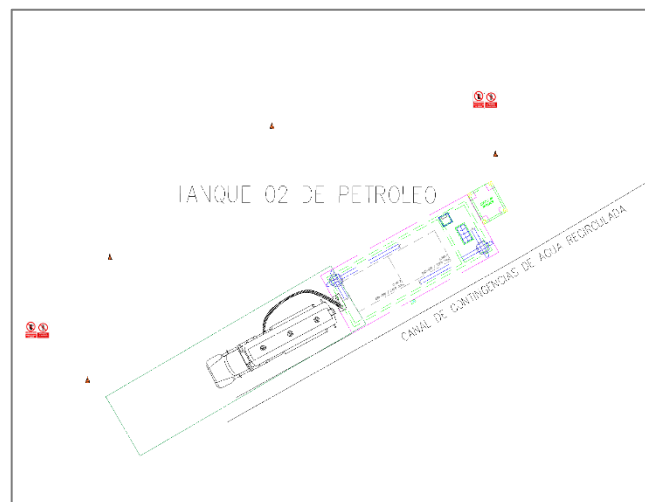 TANQUE 02 DE PETROLEO
CANAL DE CONTINGENCIAS DE AGUA RECIRCULADA